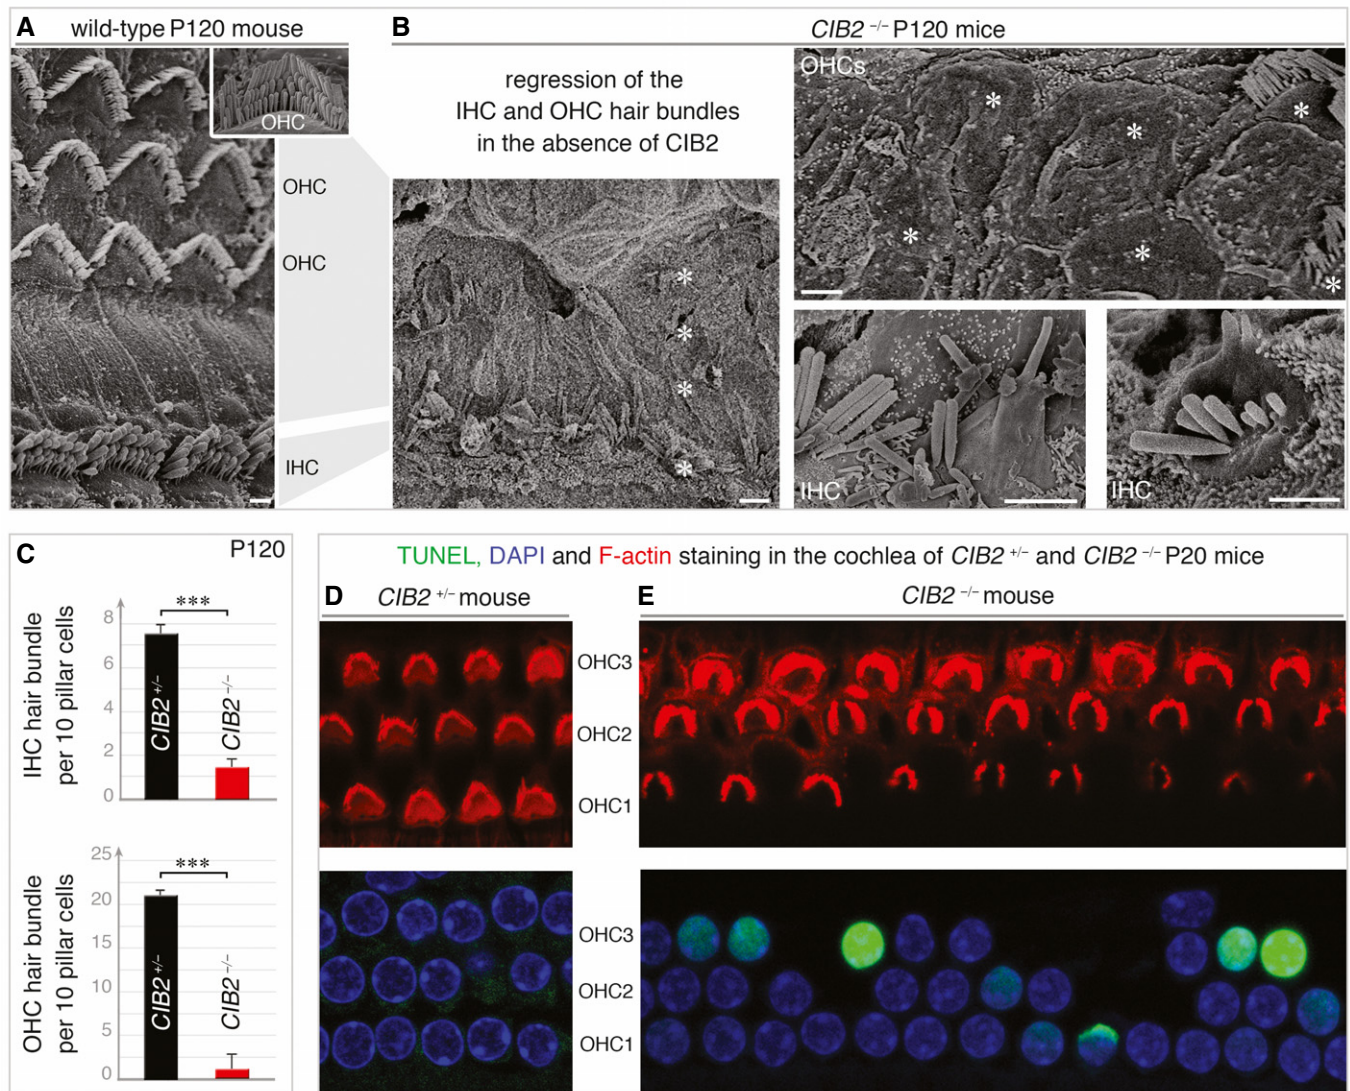 A wild-type P120 mouse
OHC
OHC
OHC
IHC
B CIB2 –/– P120 mice
regression of the
IHC and OHC hair bundles
in the absence of CIB2
*
*
*
*
OHCs
*
*
*
*
*
*
IHC
IHC
C P120
IHC hair bundle
per 10 pillar cells
8
6
4
2
0
***
CIB2+/–
CIB2–/–
OHC hair bundle
per 10 pillar cells
25
20
15
10
5
0
***
CIB2+/–
CIB2–/–
TUNEL, DAPI and F-actin staining in the cochlea of CIB2 +/– and CIB2 –/– P20 mice
D CIB2 +/– mouse
E CIB2 –/– mouse
OHC3
OHC2
OHC1
OHC3
OHC2
OHC1